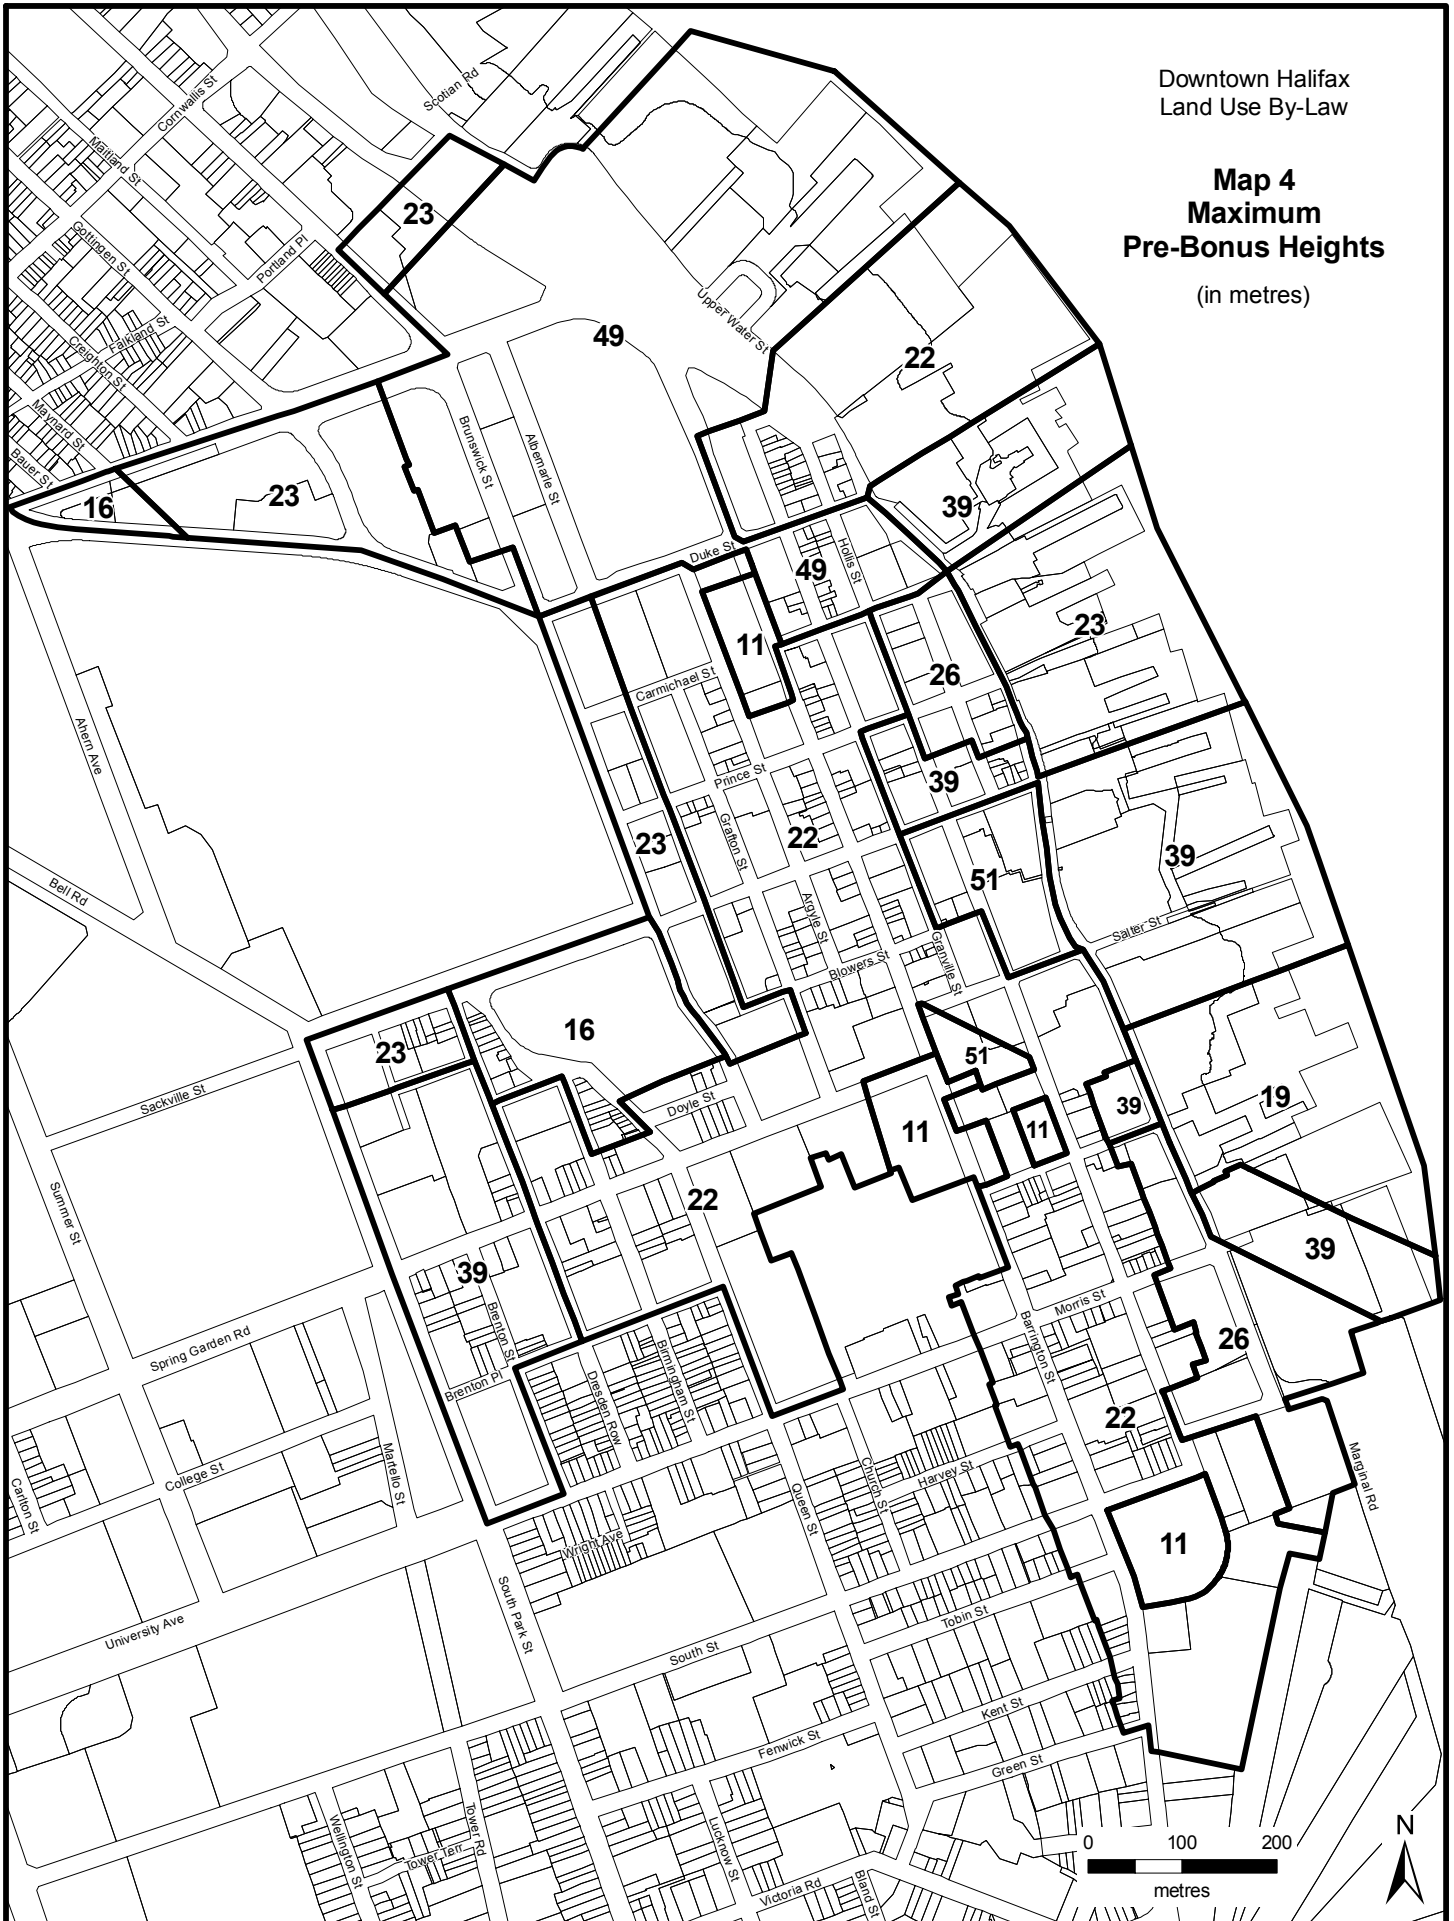 Downtown Halifax
Land Use By-Law
Map 4
Maximum
Pre-Bonus Heights
(in metres)
Scotian Rd
Cornwallis St
Maitland St
23
Gottingen St
Portland Pl
Upper Water St
49
Falkland St
22
Creighton St
Maynard St
Brunswick St
Albemarle St
Bauer St
23
16
39
Duke St
Hollis St
49
23
11
26
Carmichael St
Ahern Ave
Prince St
39
Grafton St
22
23
39
51
Bell Rd
Argyle St
Salter St
Granville St
Blowers St
16
23
51
Sackville St
Doyle St
39
19
11
11
Summer St
22
39
39
Morris St
Brenton St
Barrington St
26
Spring Garden Rd
Birmingham St
Brenton Pl
Dresden Row
22
Martello St
College St
Church St
Harvey St
Marginal Rd
Carlton St
Queen St
Wright Ave
11
South Park St
Tobin St
University Ave
South St
Kent St
Fenwick St
Green St
Wellington St
Tower Rd
Tower Terr
Lucknow St
Victoria Rd
Bland St
0 100 200
metres
N